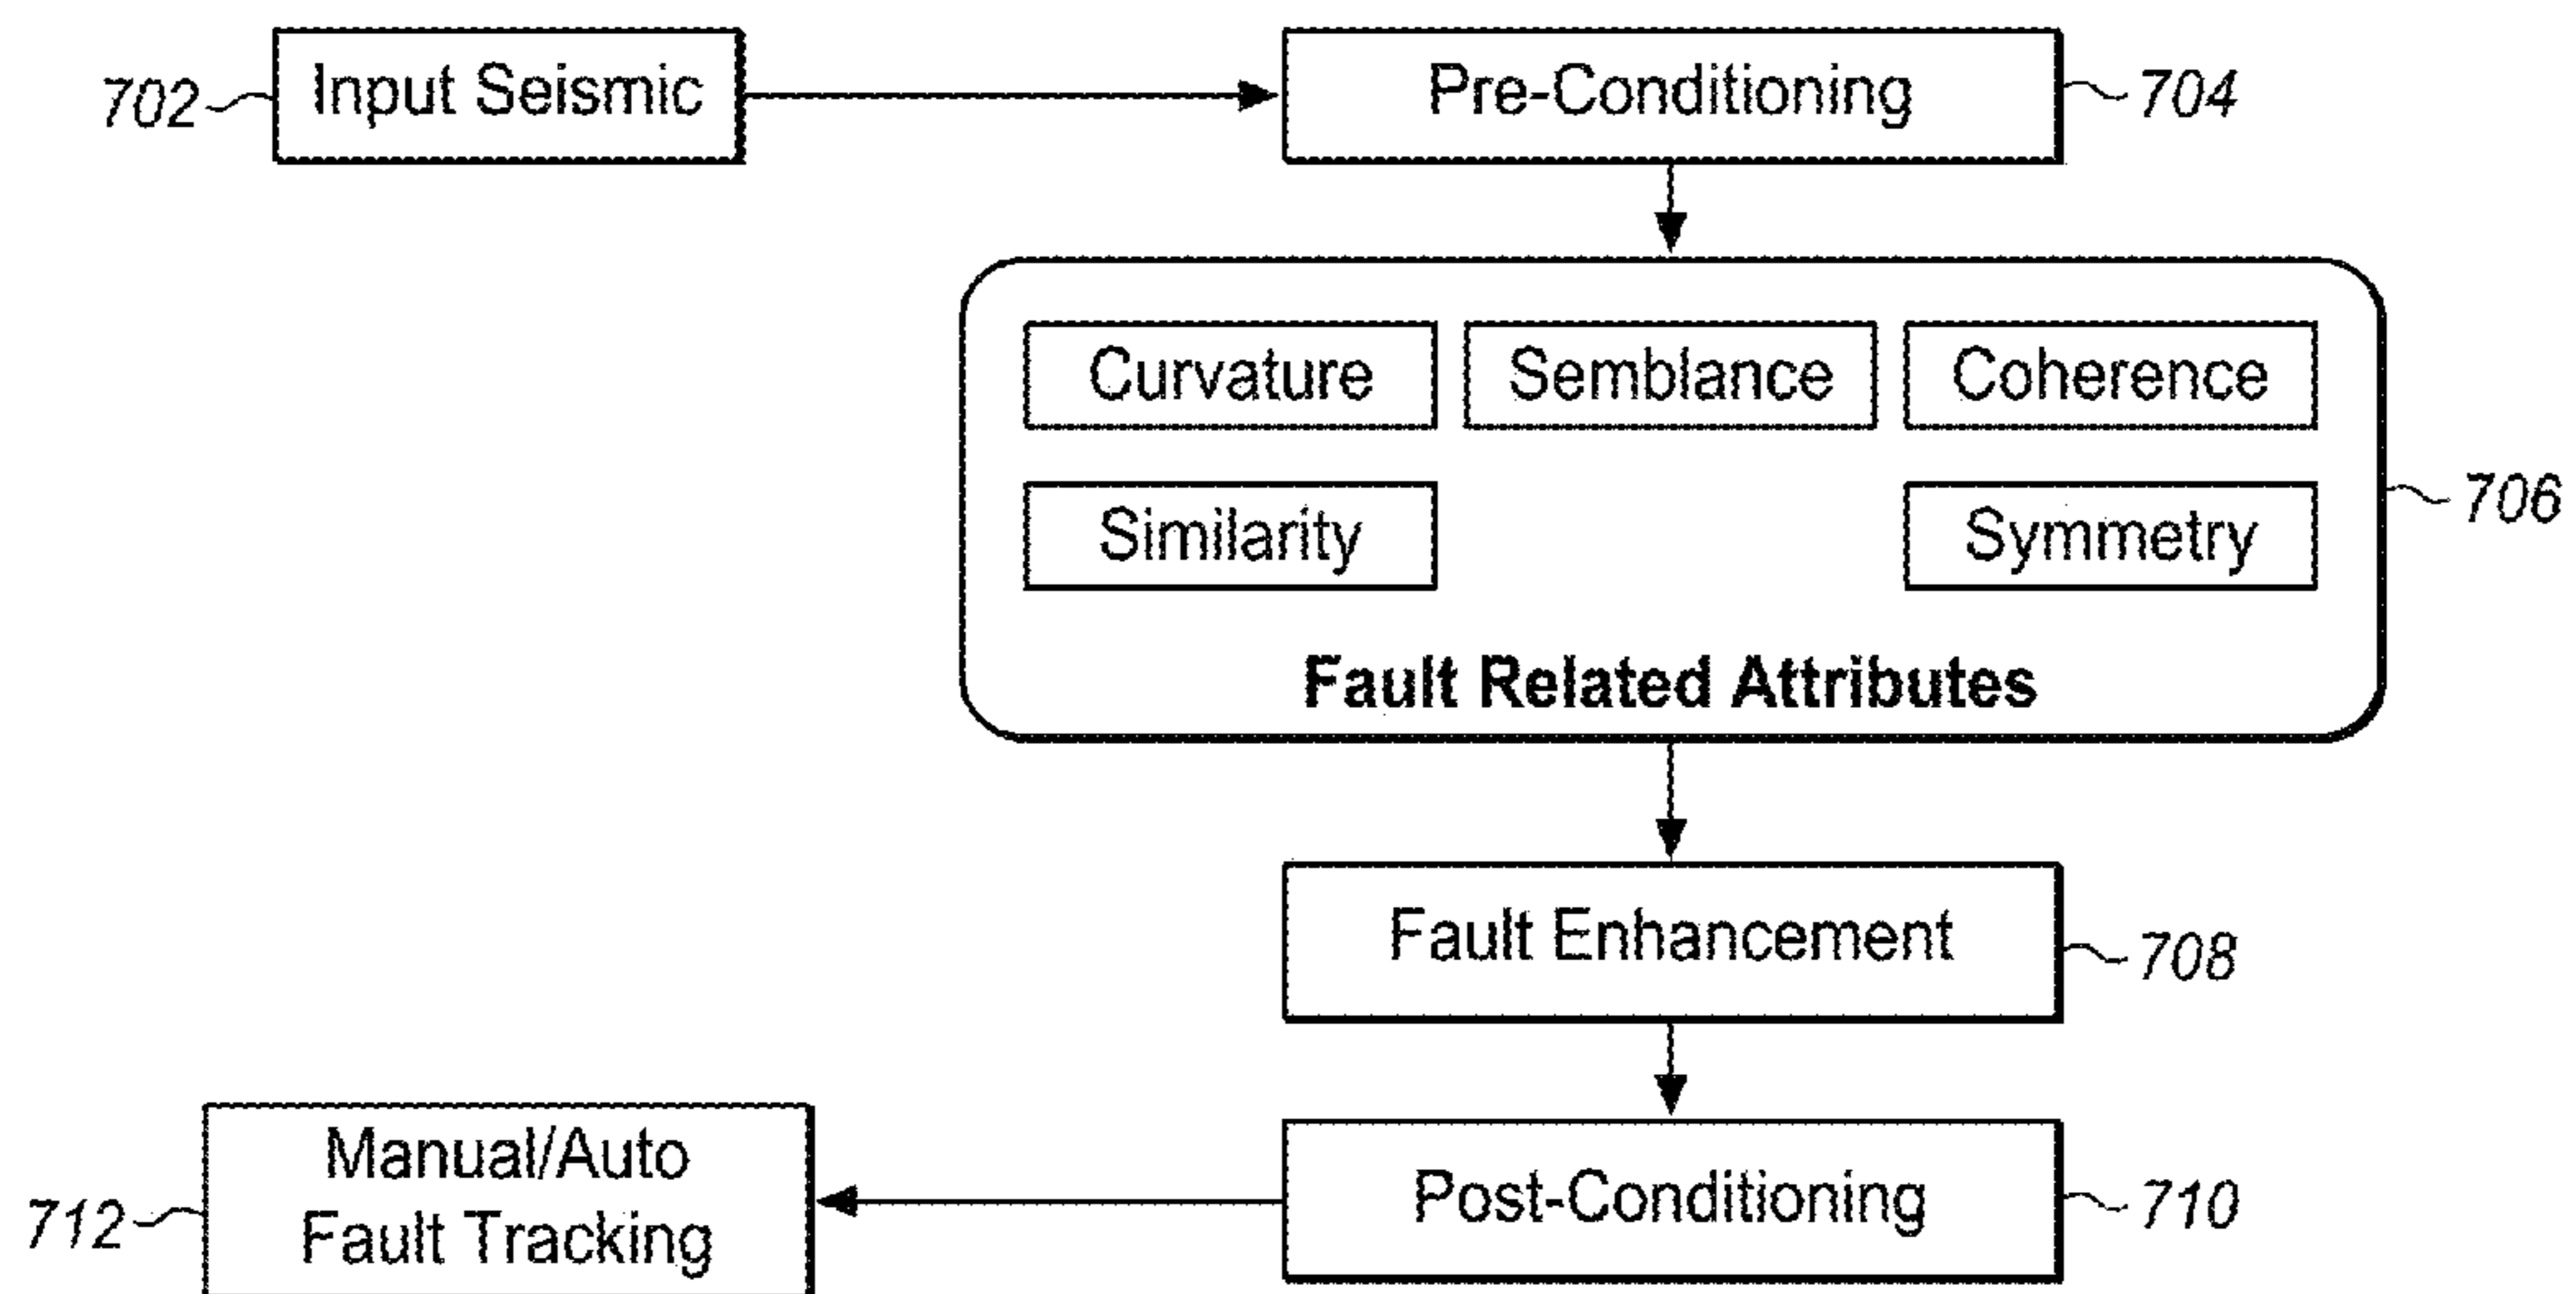 702
Input Seismic
Pre-Conditioning
704
Curvature
Semblance
Coherence
Similarity
Symmetry
706
Fault Related Attributes
Fault Enhancement
708
712
Manual/Auto
Fault Tracking
Post-Conditioning
710